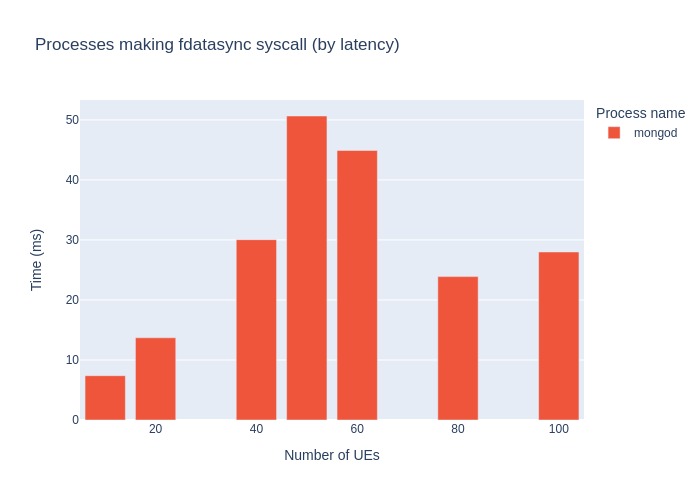 Processes making fdatasync syscall (by latency)
Process name
mongod
Time (ms)
50
40
30
20
10
0
20
40
60
80
100
Number of UEs